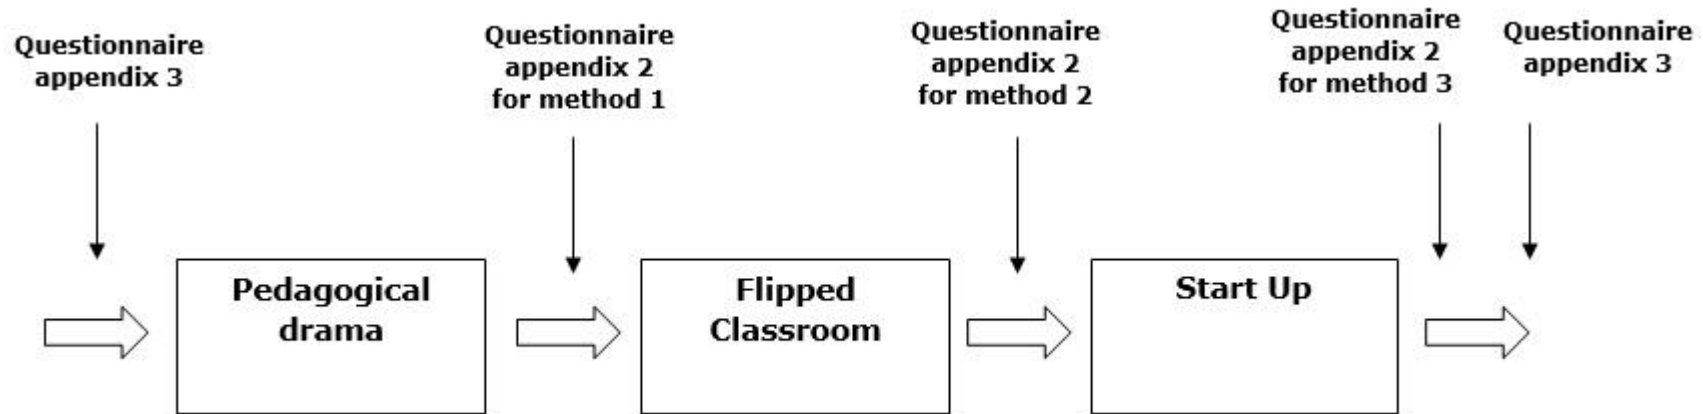 Questionnaire
appendix 3
Questionnaire
appendix 2
for method 1
Questionnaire
appendix 2
for method 2
Questionnaire
appendix 2
for method 3
Questionnaire
appendix 3
Pedagogical
drama
Flipped
Classroom
Start Up